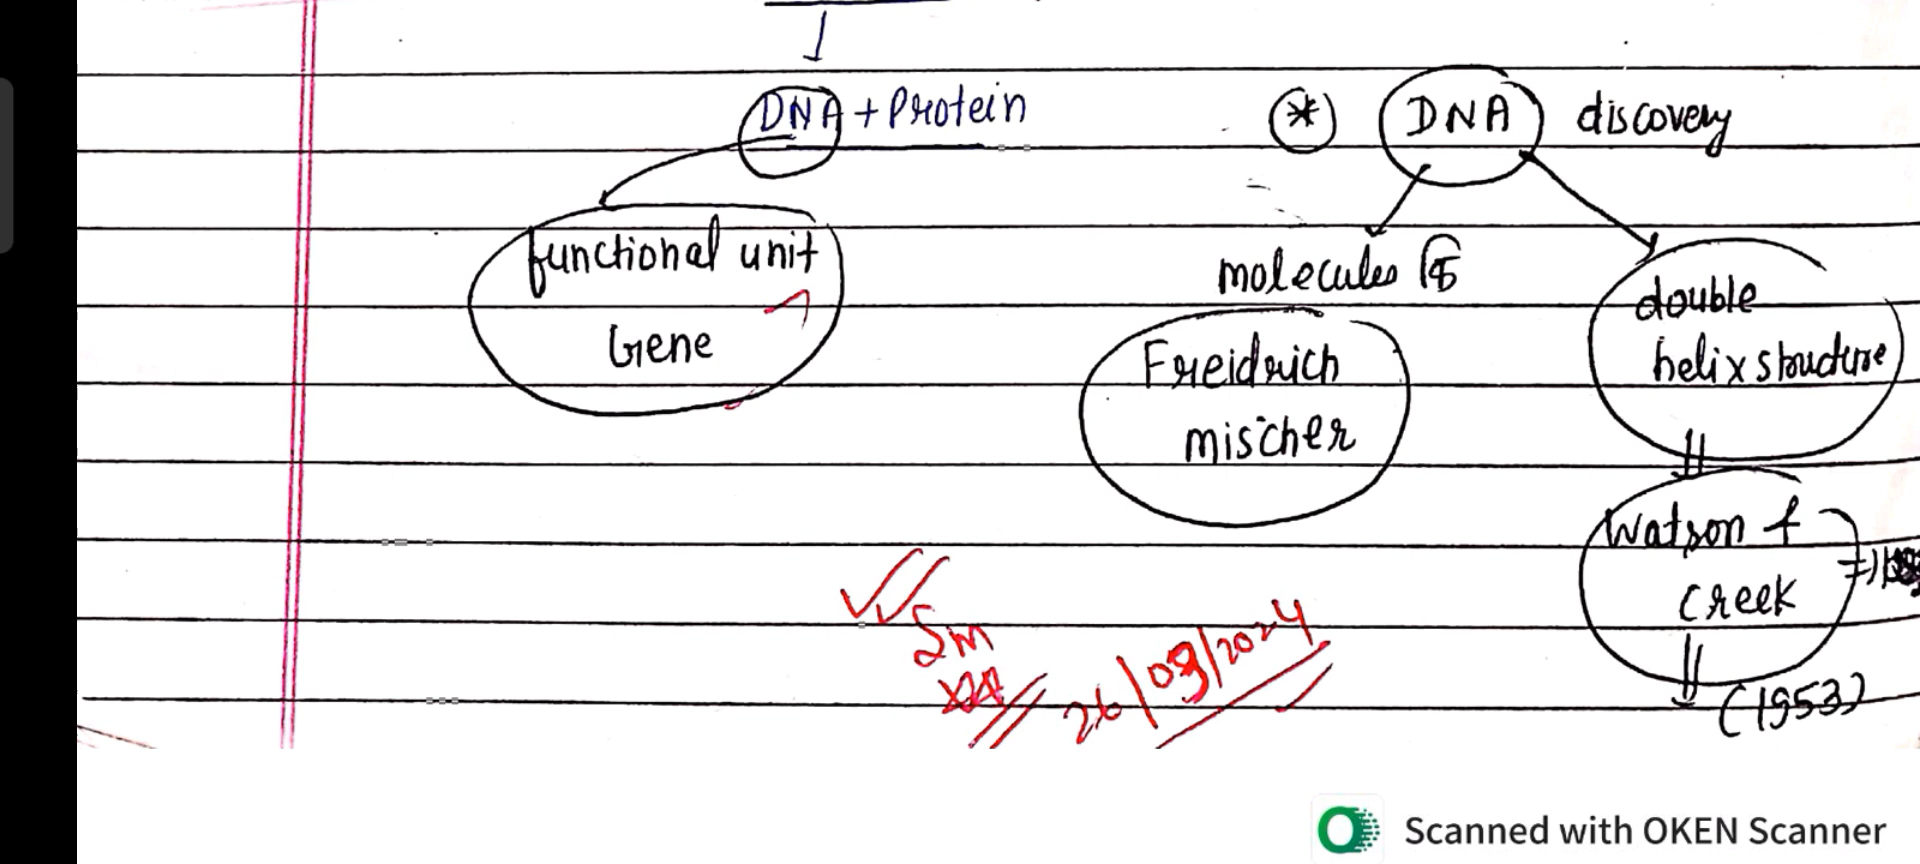 DNA + Protein
functional unit
Gene
* DNA discovery
molecules की
Freidrich
mischer
double
helix structure
Watson &
creek
(1953)
26/03/2024
Scanned with OKEN Scanner